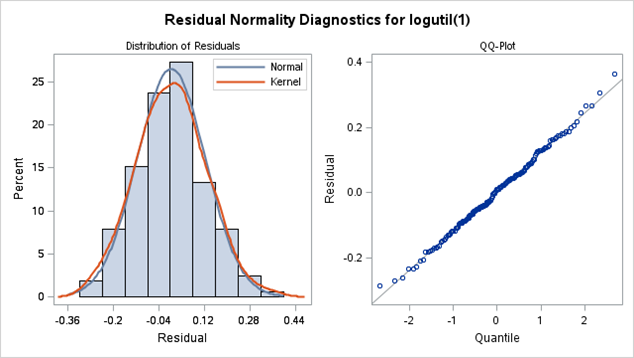 Residual Normality Diagnostics for logutil(1)
Distribution of Residuals
Normal
Kernel
25
20
15
10
5
0
Percent
-0.36 -0.2 -0.04 0.12 0.28 0.44
Residual
QQ-Plot
0.4
0.2
0.0
-0.2
Residual
-2 -1 0 1 2
Quantile